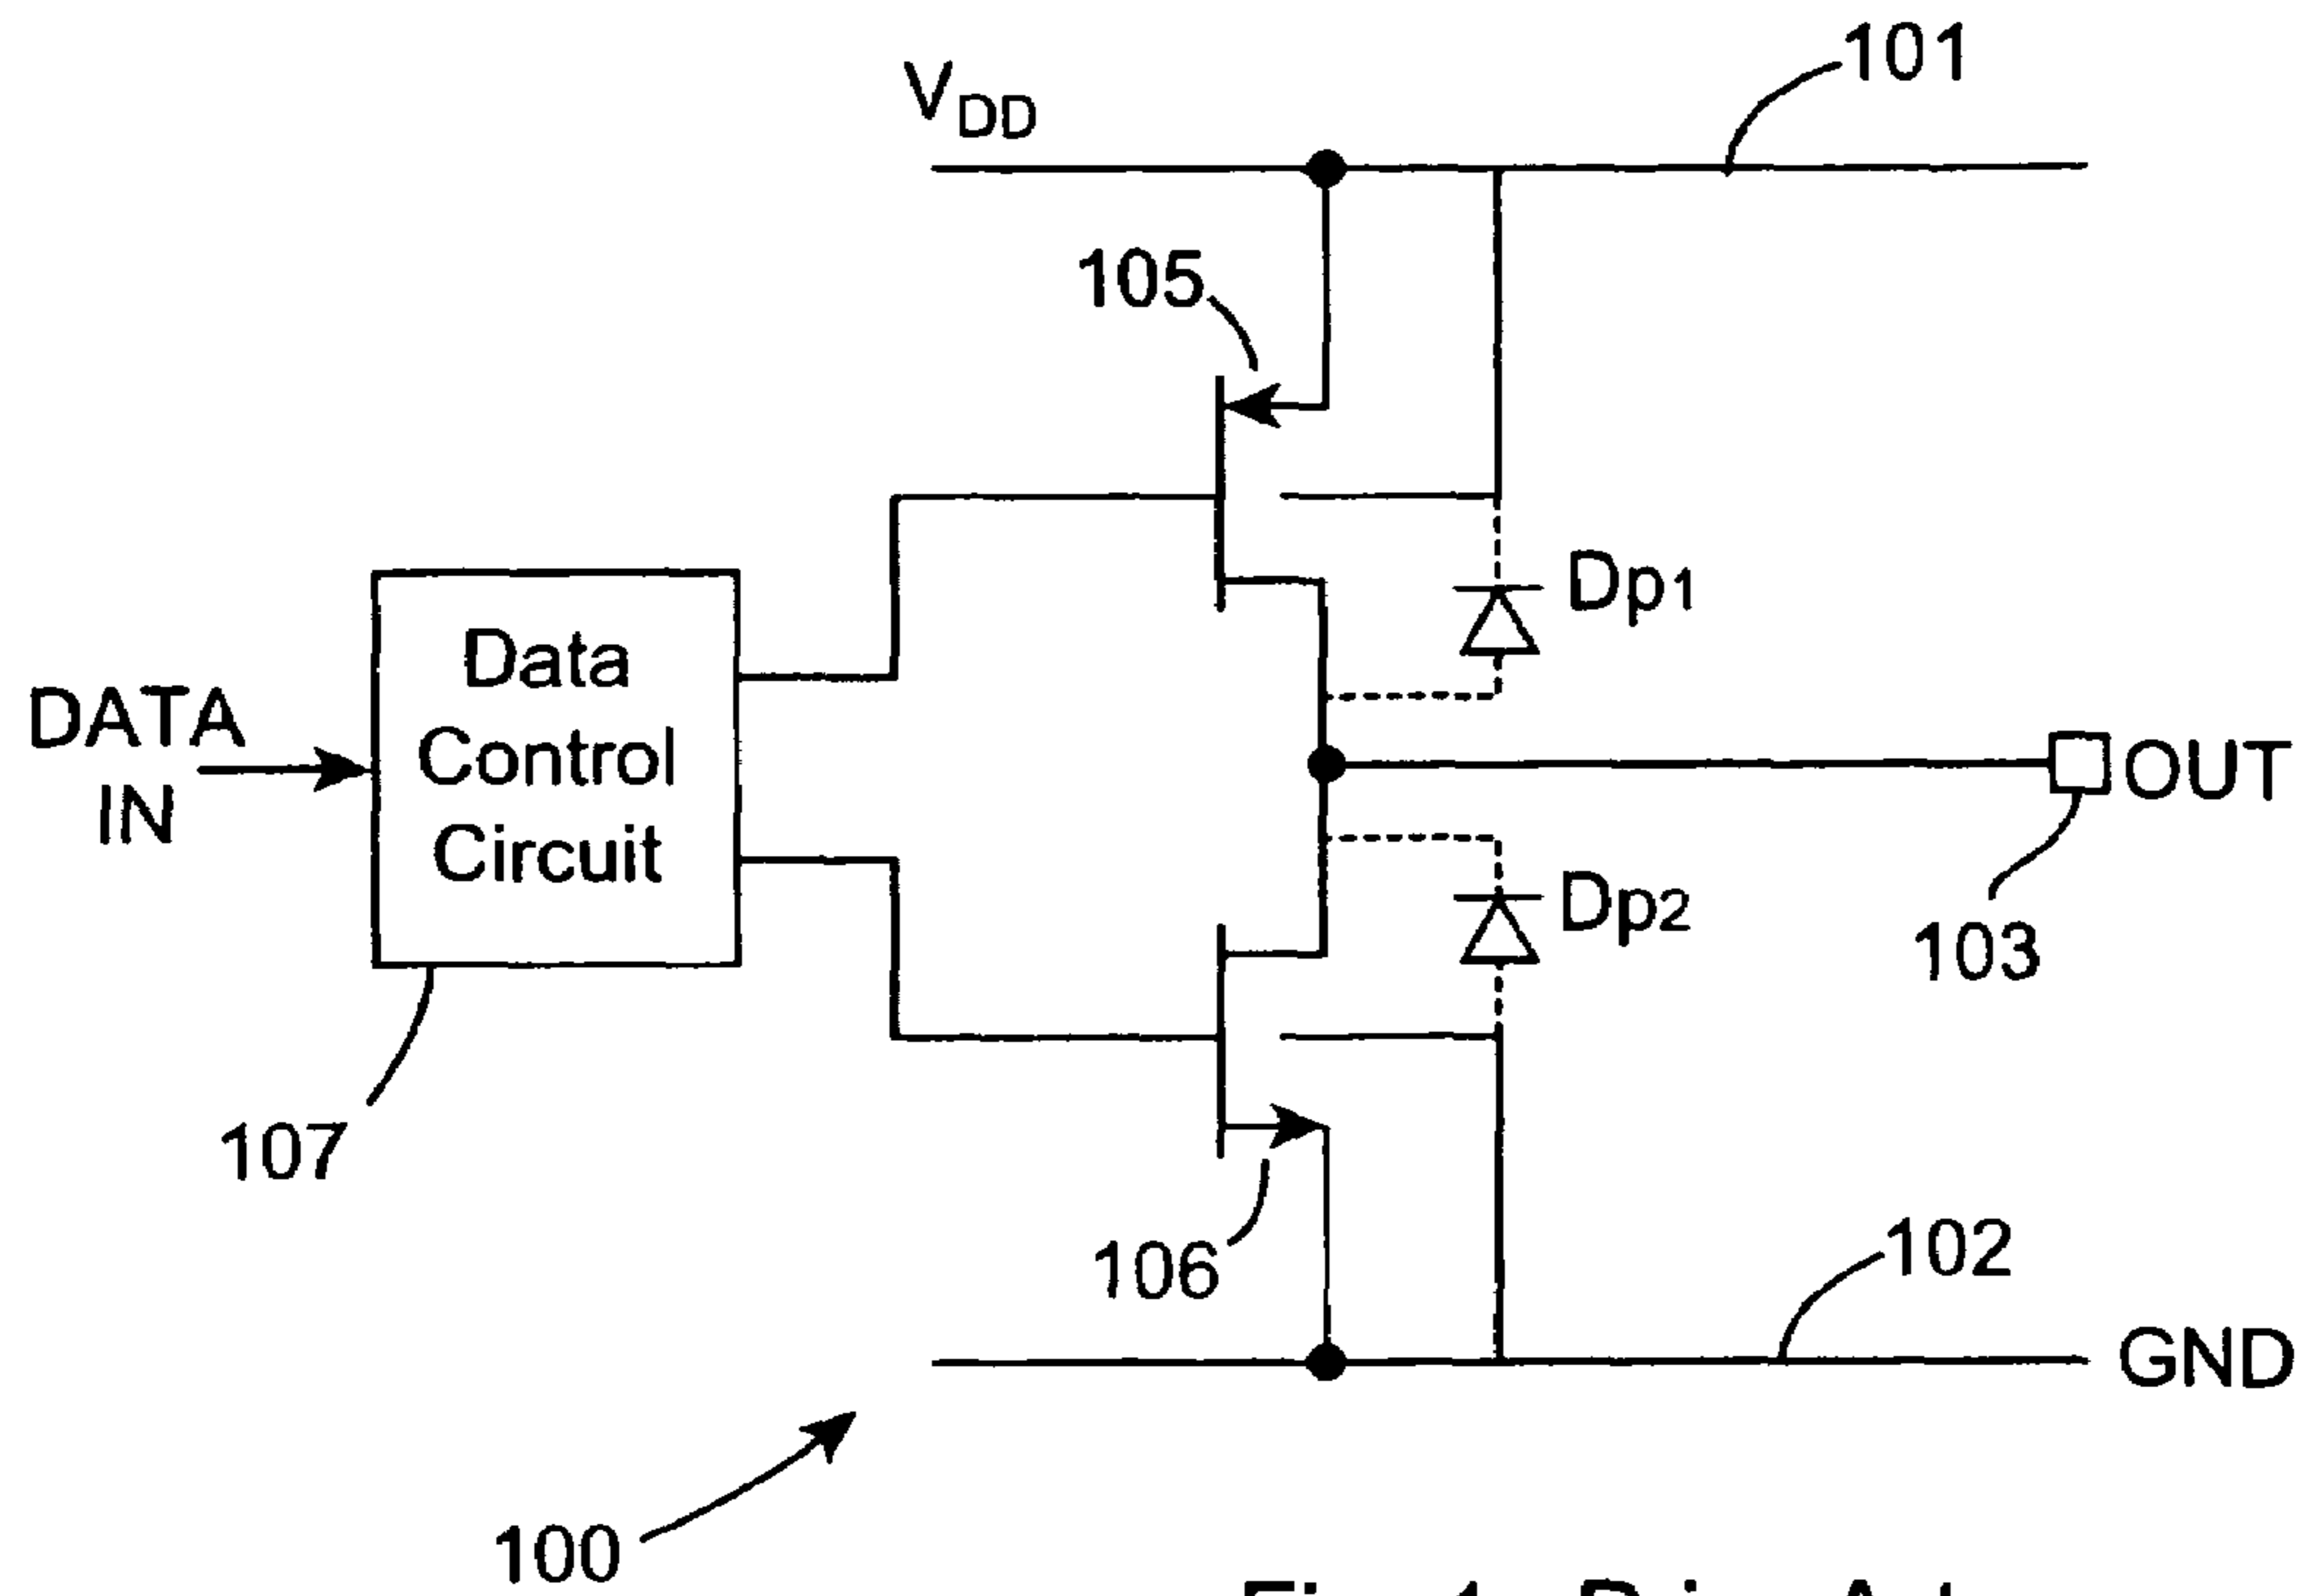 101
VDD
105
Dp1
Data
Control
Circuit
DATA
IN
OUT
Dp2
103
107
106
102
GND
100